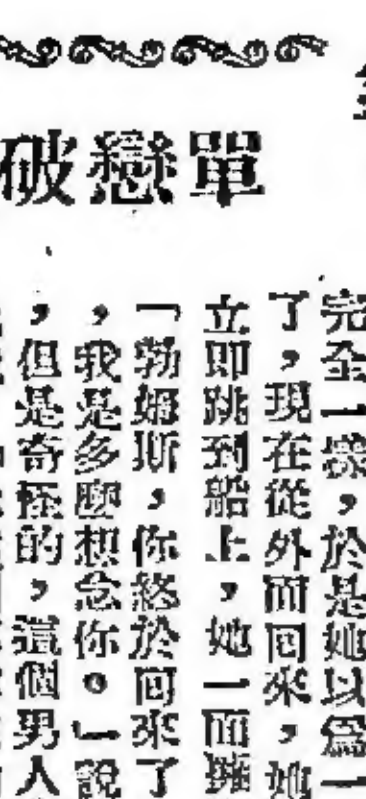 單戀破
完全一樣，於是她以為一
了，現在從外面回來，她
立即跳到船上，她一面擁
「勃姬斯，你終於回來了
，我是多麼想念你。」說
，但是奇怪的，這個男人